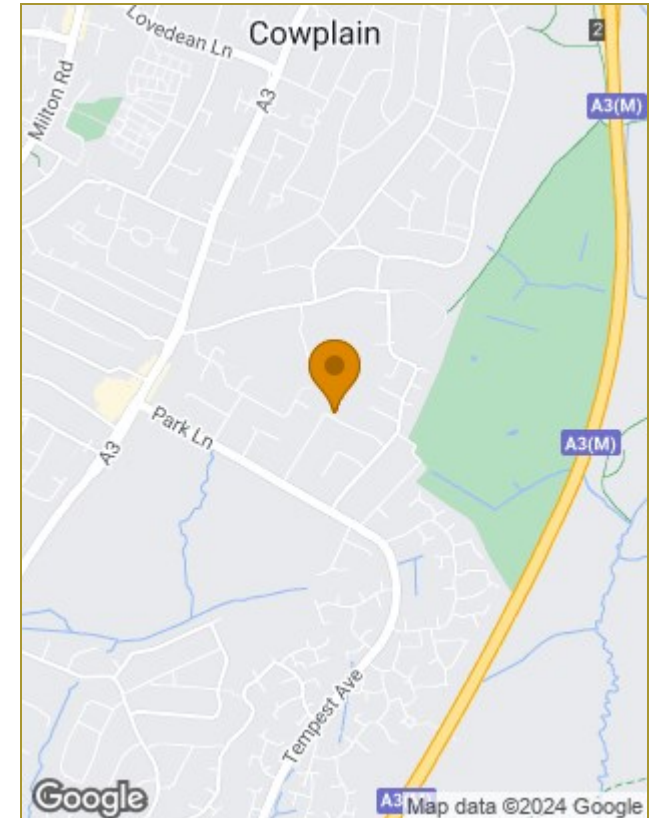 Lovedean Ln
Cowplain
2
Milton Rd
A3
A3(M)
Park Ln
A3
A3(M)
Tempest Ave
Google
A3(M)
Map data ©2024 Google